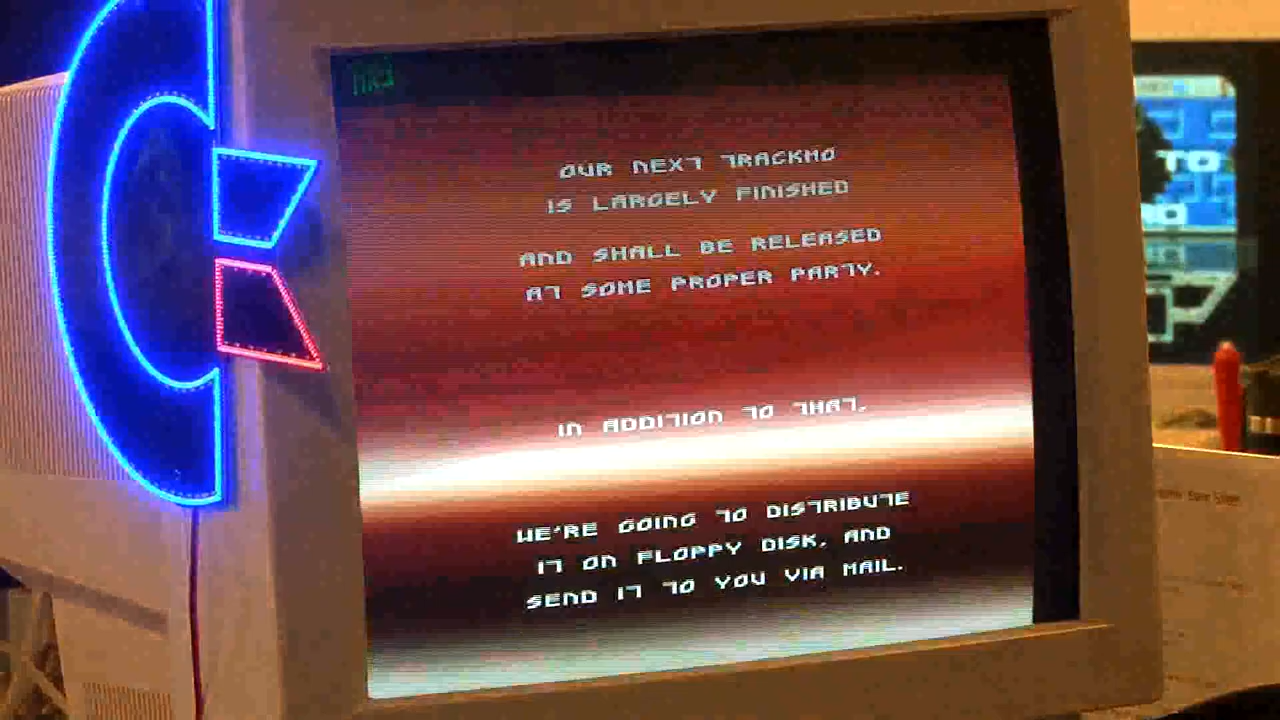 OUR NEXT TRACKMO
IS LARGELY FINISHED
AND SHALL BE RELEASED
AT SOME PROPER PARTY.
IN ADDITION TO THAT,
WE'RE GOING TO DISTRIBUTE
IT ON FLOPPY DISK, AND
SEND IT TO YOU VIA MAIL.
TO